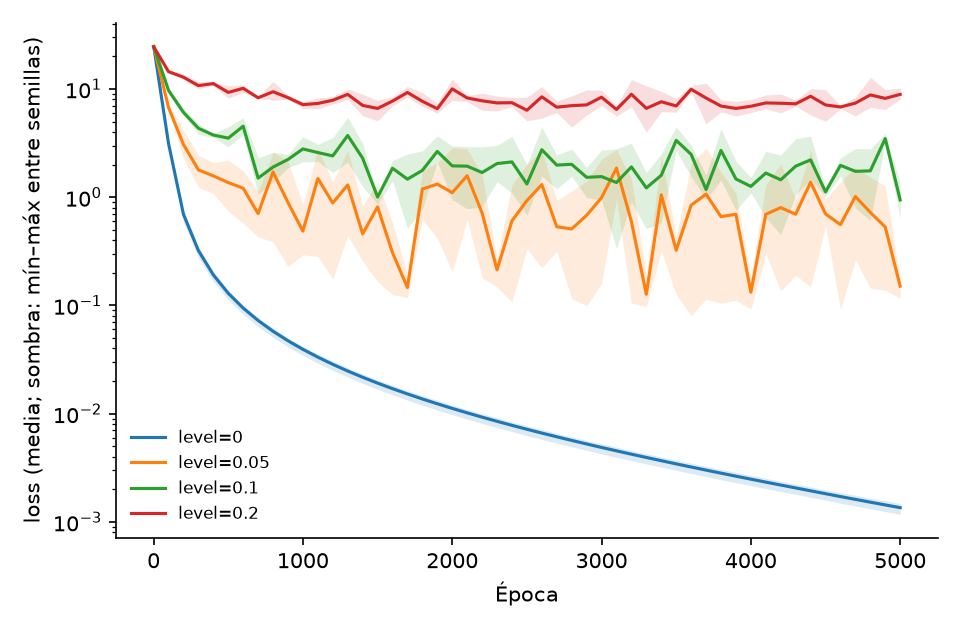 loss (media; sombra: mín–máx entre semillas)
10¹
10⁰
10⁻¹
10⁻²
10⁻³
level=0
level=0.05
level=0.1
level=0.2
0 1000 2000 3000 4000 5000
Época